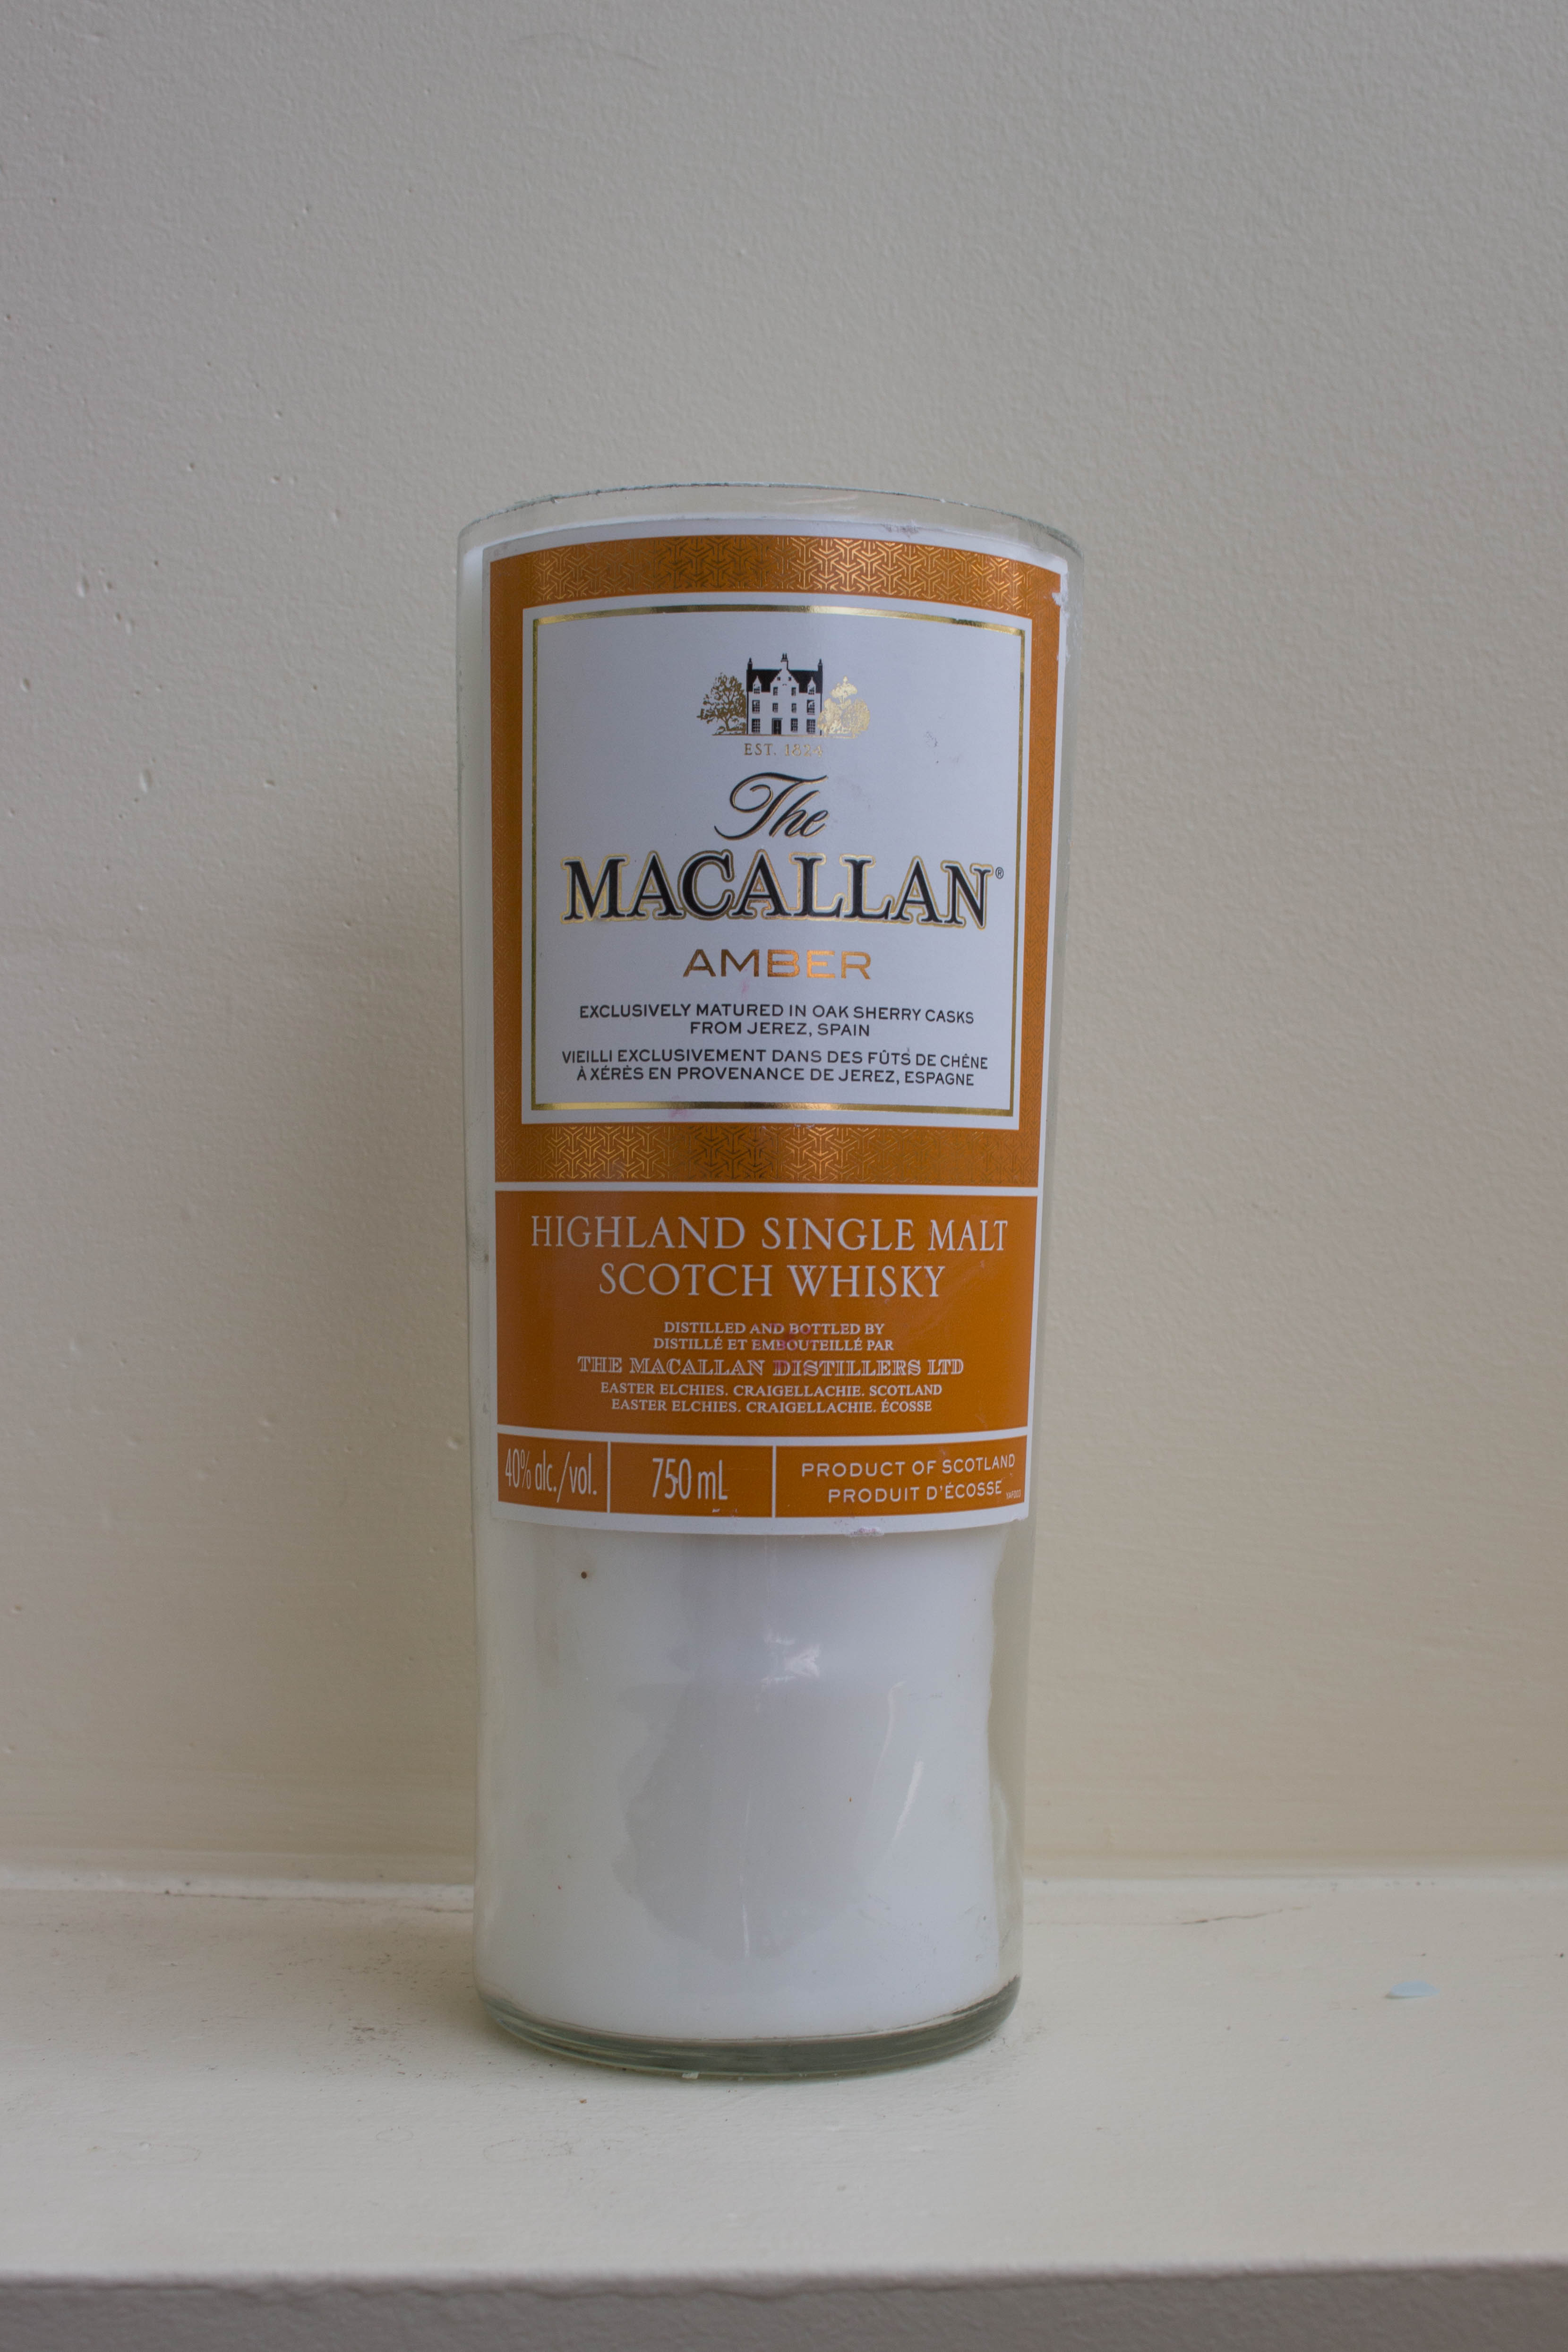 EST. 1824
The
MACALLAN®
AMBER
EXCLUSIVELY MATURED IN OAK SHERRY CASKS
FROM JEREZ, SPAIN
VIEILLI EXCLUSIVEMENT DANS DES FÛTS DE CHÊNE
À XÉRÈS EN PROVENANCE DE JEREZ, ESPAGNE
HIGHLAND SINGLE MALT
SCOTCH WHISKY
DISTILLED AND BOTTLED BY
DISTILLÉ ET EMBOUTEILLÉ PAR
THE MACALLAN DISTILLERS LTD
EASTER ELCHIES. CRAIGELLACHIE. SCOTLAND
EASTER ELCHIES. CRAIGELLACHIE. ÉCOSSE
40% alc./vol.
750 mL
PRODUCT OF SCOTLAND
PRODUIT D'ÉCOSSE